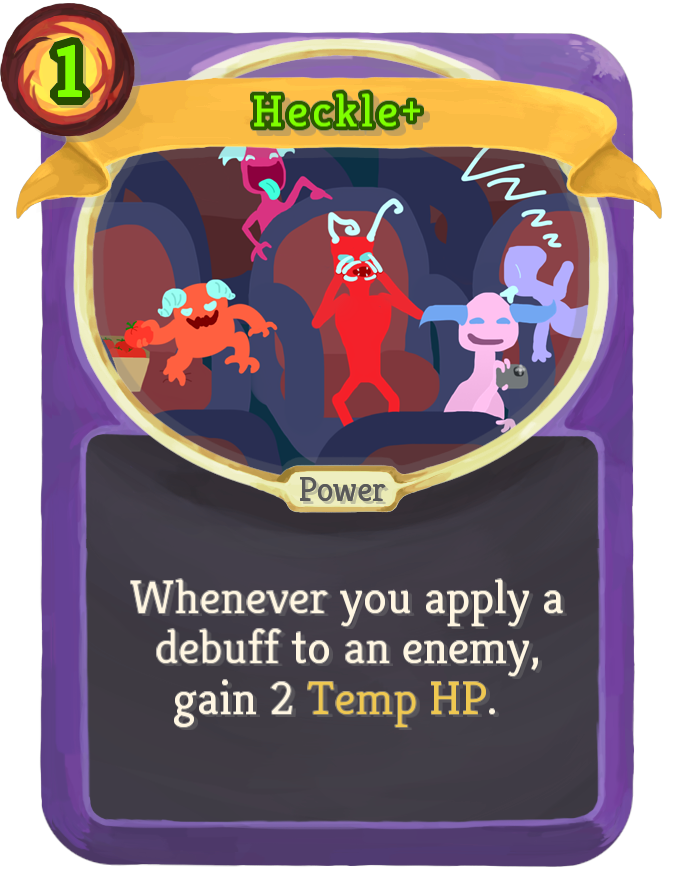 1
Heckle+
Power
Whenever you apply a
debuff to an enemy,
gain 2 Temp HP.